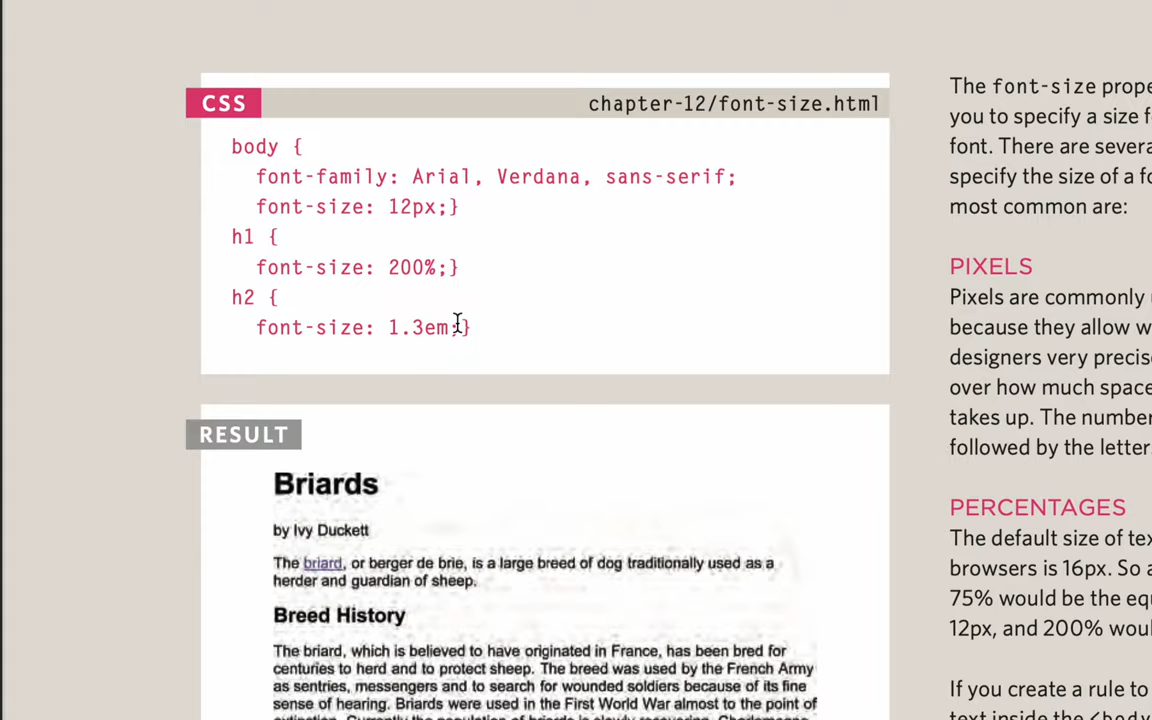 CSS
chapter-12/font-size.html
body {
font-family: Arial, Verdana, sans-serif;
font-size: 12px;}
h1 {
font-size: 200%;}
h2 {
font-size: 1.3em;}
RESULT
Briards
by Ivy Duckett
The briard, or berger de brie, is a large breed of dog traditionally used as a
herder and guardian of sheep.
Breed History
The briard, which is believed to have originated in France, has been bred for
centuries to herd and to protect sheep. The breed was used by the French Army
as sentries, messengers and to search for wounded soldiers because of its fine
sense of hearing. Briards were used in the First World War almost to the point of
The font-size prope
you to specify a size f
font. There are severa
specify the size of a fo
most common are:
PIXELS
Pixels are commonly
because they allow w
designers very precis
over how much space
takes up. The number
followed by the letter
PERCENTAGES
The default size of tex
browsers is 16px. So a
75% would be the equ
12px, and 200% woul
If you create a rule to
text inside the <body